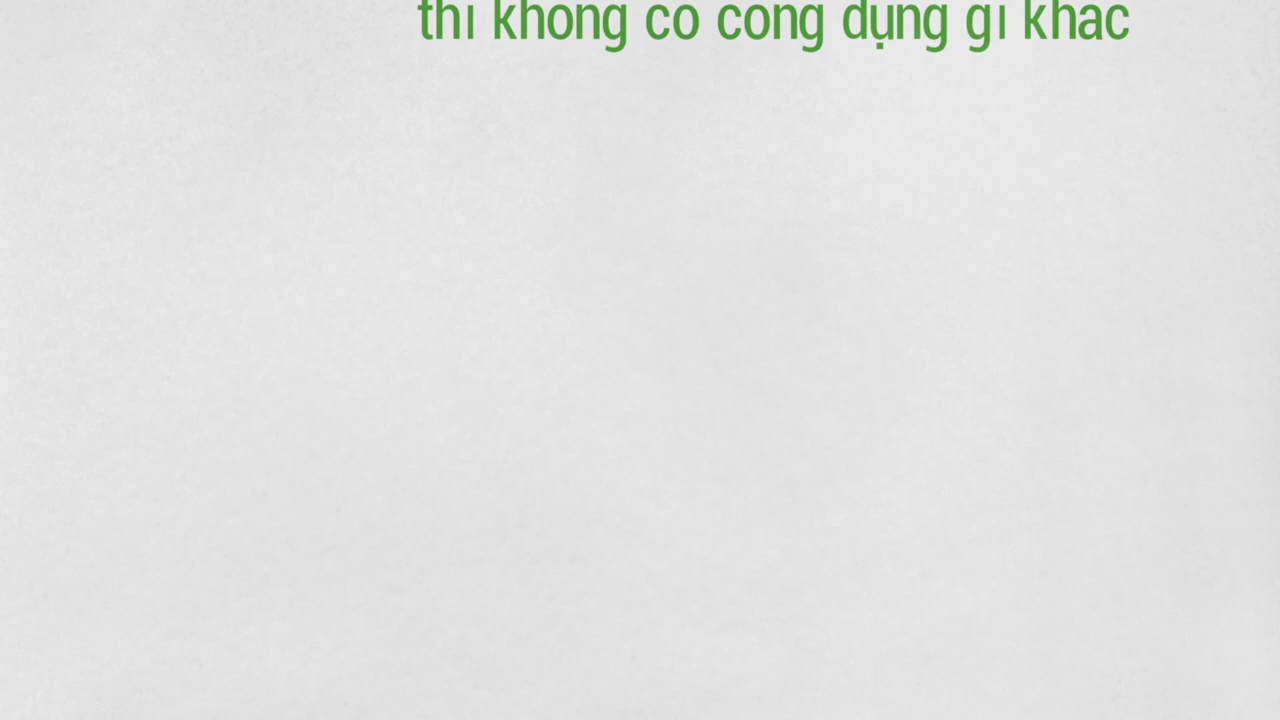 thì không có công dụng gì khác